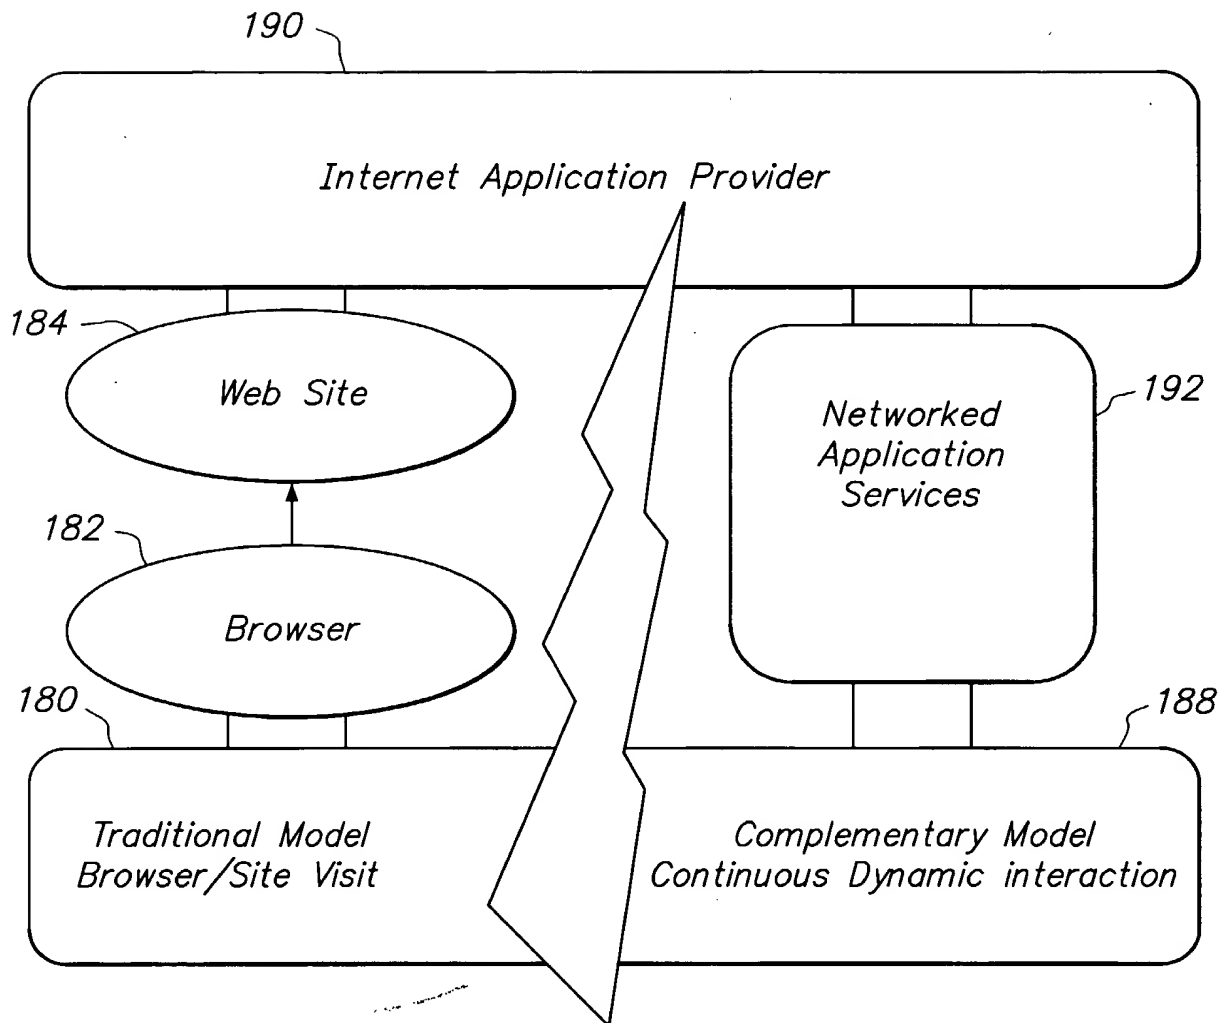 190
Internet Application Provider
184
Web Site
192
Networked
Application
Services
182
Browser
180
188
Traditional Model
Browser/Site Visit
Complementary Model
Continuous Dynamic interaction